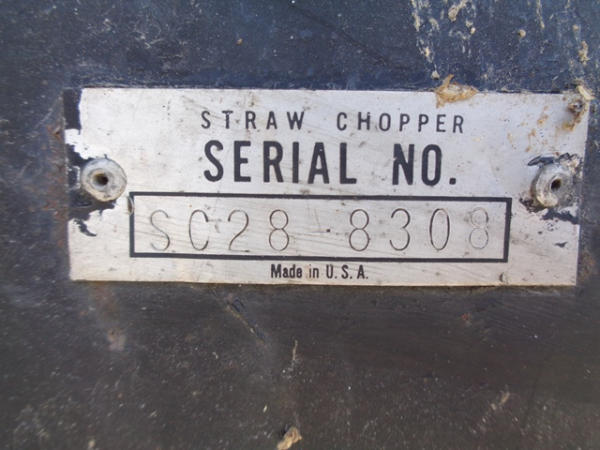 STRAW CHOPPER
SERIAL NO.
SC28 8308
Made in U.S.A.